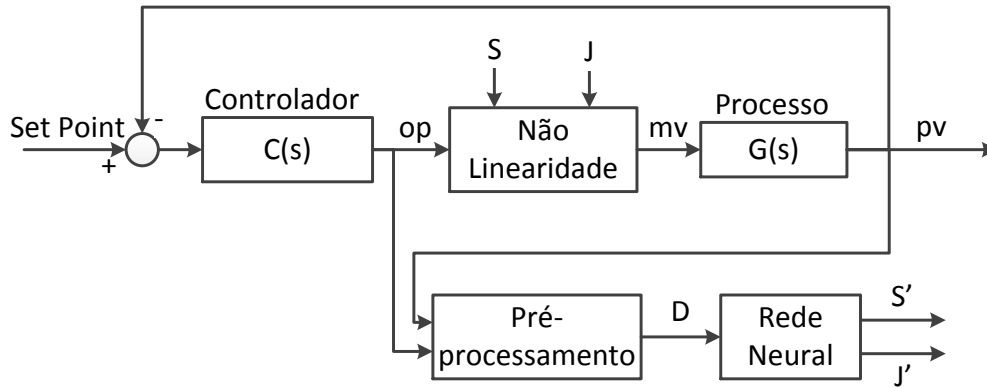 S
J
Controlador
Processo
Set Point
-
+
C(s)
op
Não
Linearidade
mv
G(s)
pv
Pré-
processamento
D
Rede
Neural
S’
J’